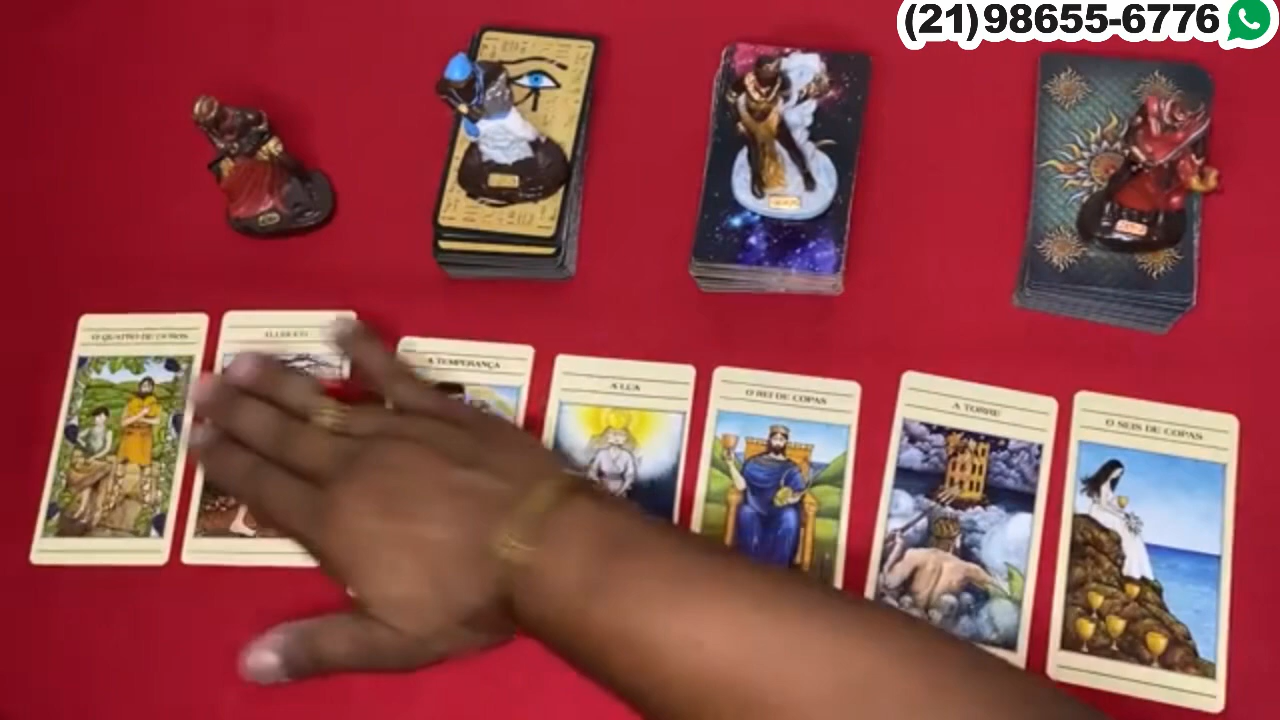 (21)98655-6776
O QUATRO DE OUROS
A TEMPERANÇA
A LUA
O REI DE COPAS
A TORRE
O SEIS DE COPAS